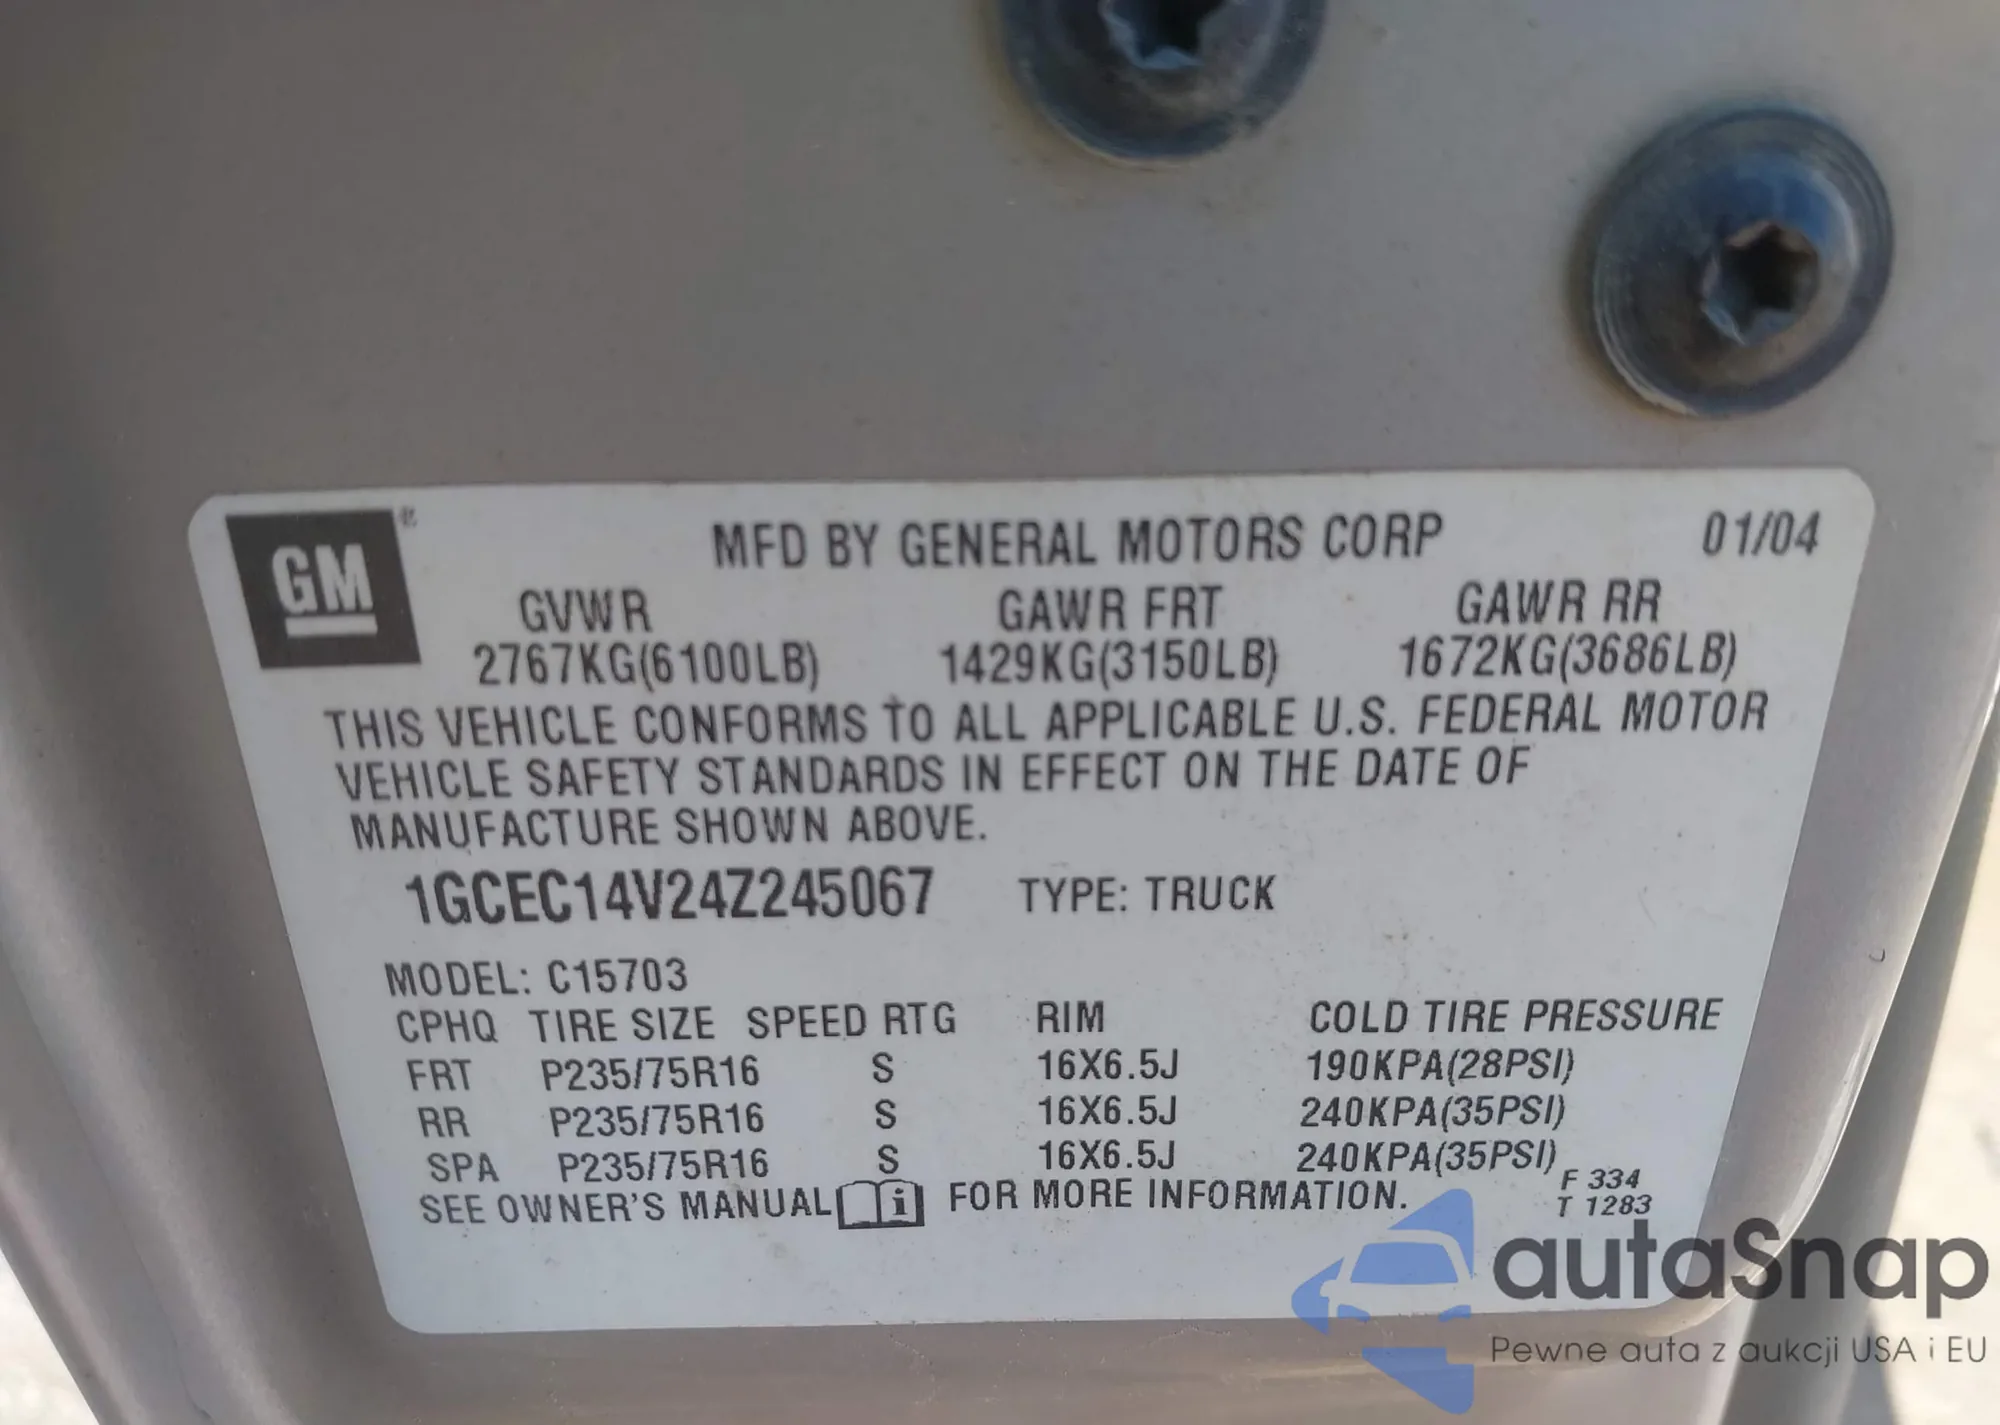 GM
MFD BY GENERAL MOTORS CORP 01/04
GVWR GAWR FRT GAWR RR
2767KG(6100LB) 1429KG(3150LB) 1672KG(3686LB)
THIS VEHICLE CONFORMS TO ALL APPLICABLE U.S. FEDERAL MOTOR
VEHICLE SAFETY STANDARDS IN EFFECT ON THE DATE OF
MANUFACTURE SHOWN ABOVE.
1GCEC14V24Z245067 TYPE: TRUCK
MODEL: C15703
CPHQ TIRE SIZE SPEED RTG RIM COLD TIRE PRESSURE
FRT P235/75R16 S 16X6.5J 190KPA(28PSI)
RR P235/75R16 S 16X6.5J 240KPA(35PSI)
SPA P235/75R16 S 16X6.5J 240KPA(35PSI)
SEE OWNER'S MANUAL i FOR MORE INFORMATION.
F 334
T 1283
autaSnap
Pewne auta z aukcji USA i EU